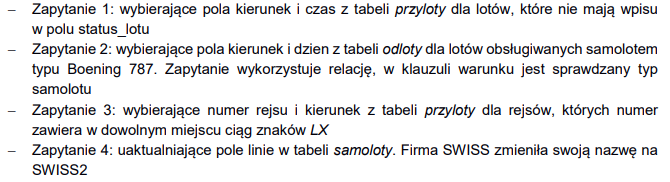 – Zapytanie 1: wybierające pola kierunek i czas z tabeli przyloty dla lotów, które nie mają wpisu
w polu status_lotu
– Zapytanie 2: wybierające pola kierunek i dzien z tabeli odloty dla lotów obsługiwanych samolotem
typu Boening 787. Zapytanie wykorzystuje relację, w klauzuli warunku jest sprawdzany typ
samolotu
– Zapytanie 3: wybierające numer rejsu i kierunek z tabeli przyloty dla rejsów, których numer
zawiera w dowolnym miejscu ciąg znaków LX
– Zapytanie 4: uaktualniające pole linie w tabeli samoloty. Firma SWISS zmieniła swoją nazwę na
SWISS2